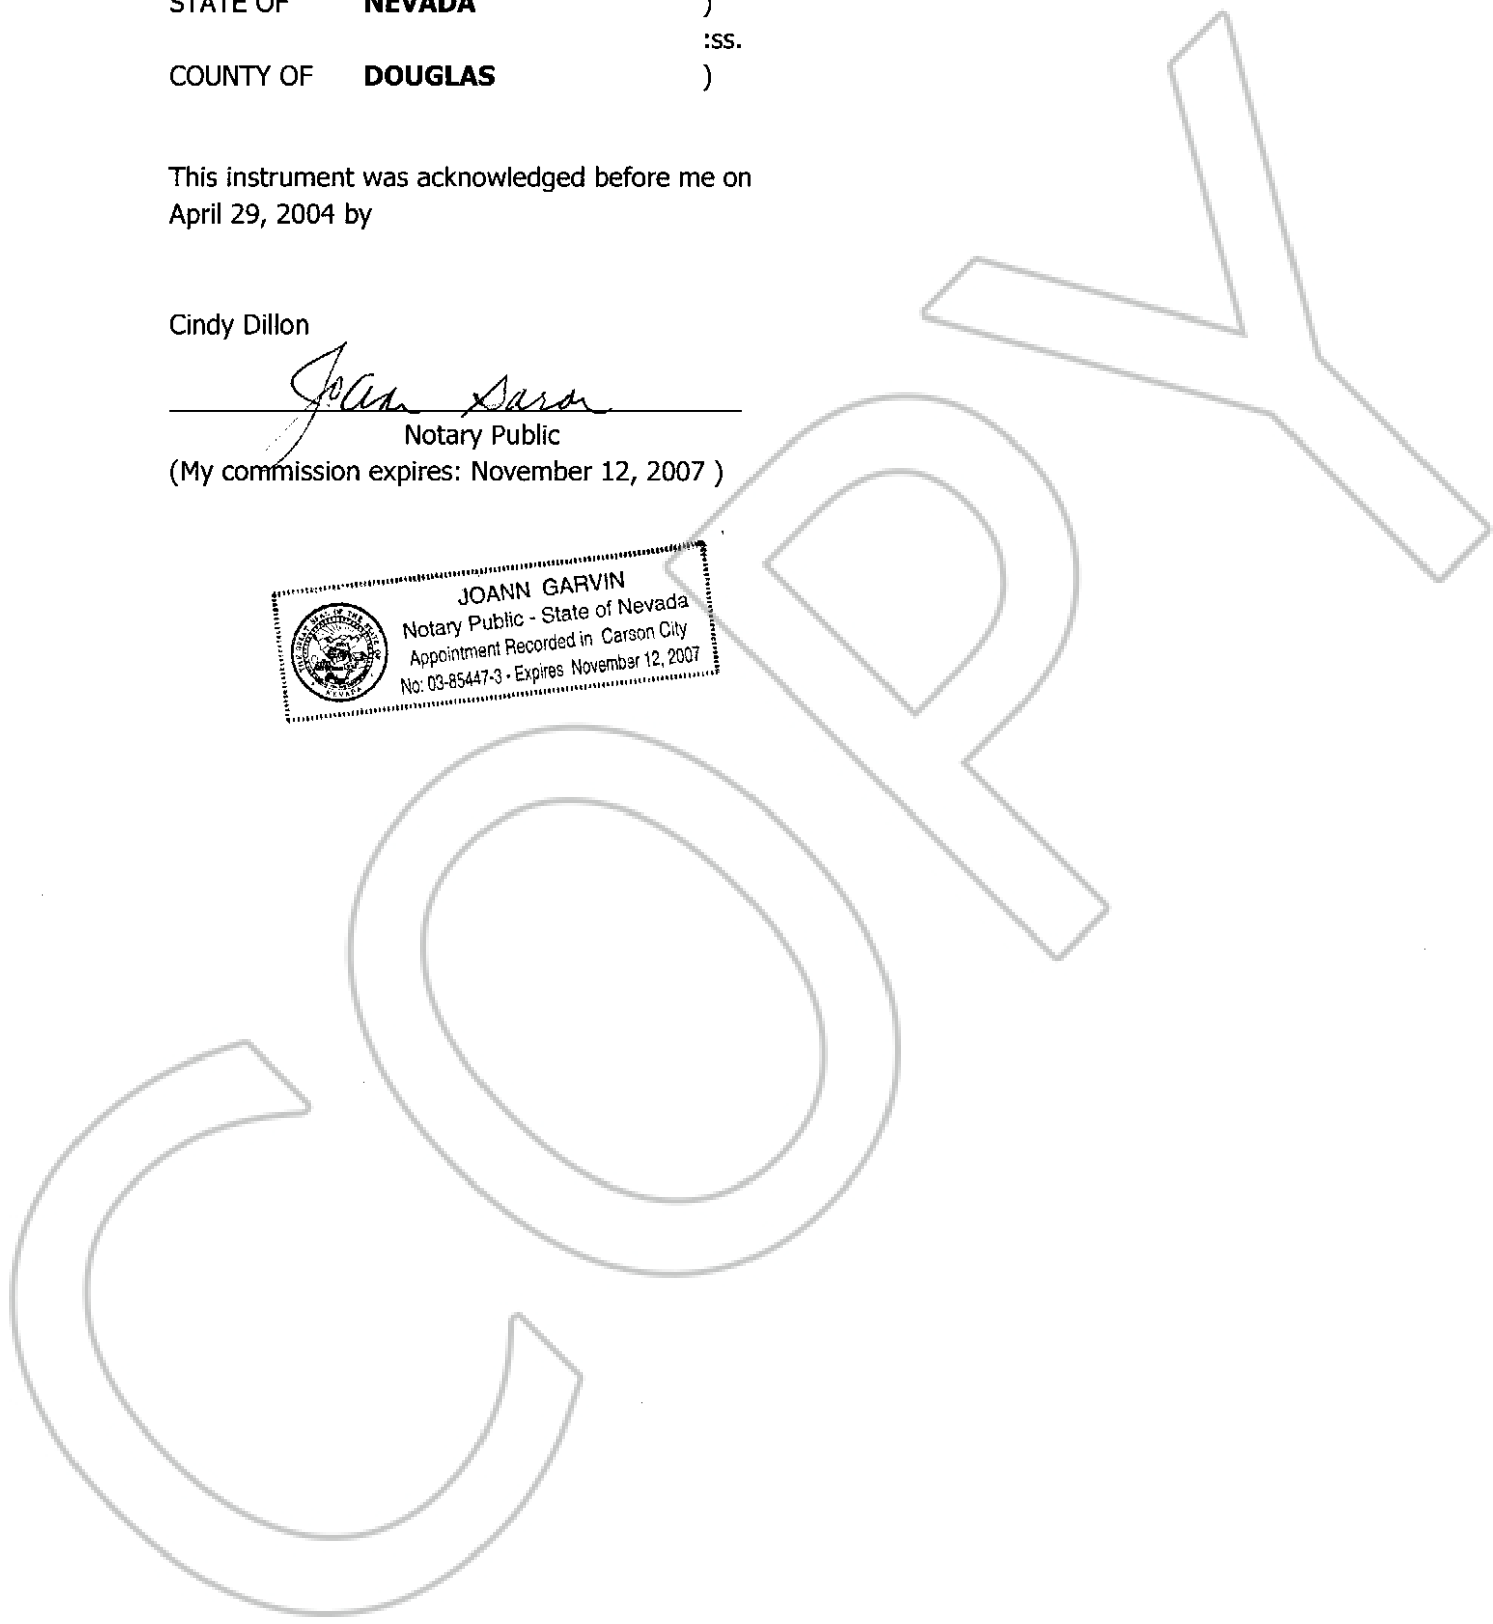 STATE OF NEVADA )
:ss.
COUNTY OF DOUGLAS )
This instrument was acknowledged before me on
April 29, 2004 by
Cindy Dillon
Notary Public
(My commission expires: November 12, 2007 )
JOANN GARVIN
Notary Public - State of Nevada
Appointment Recorded in Carson City
No: 03-85447-3 - Expires November 12, 2007
NEVADA
COPY